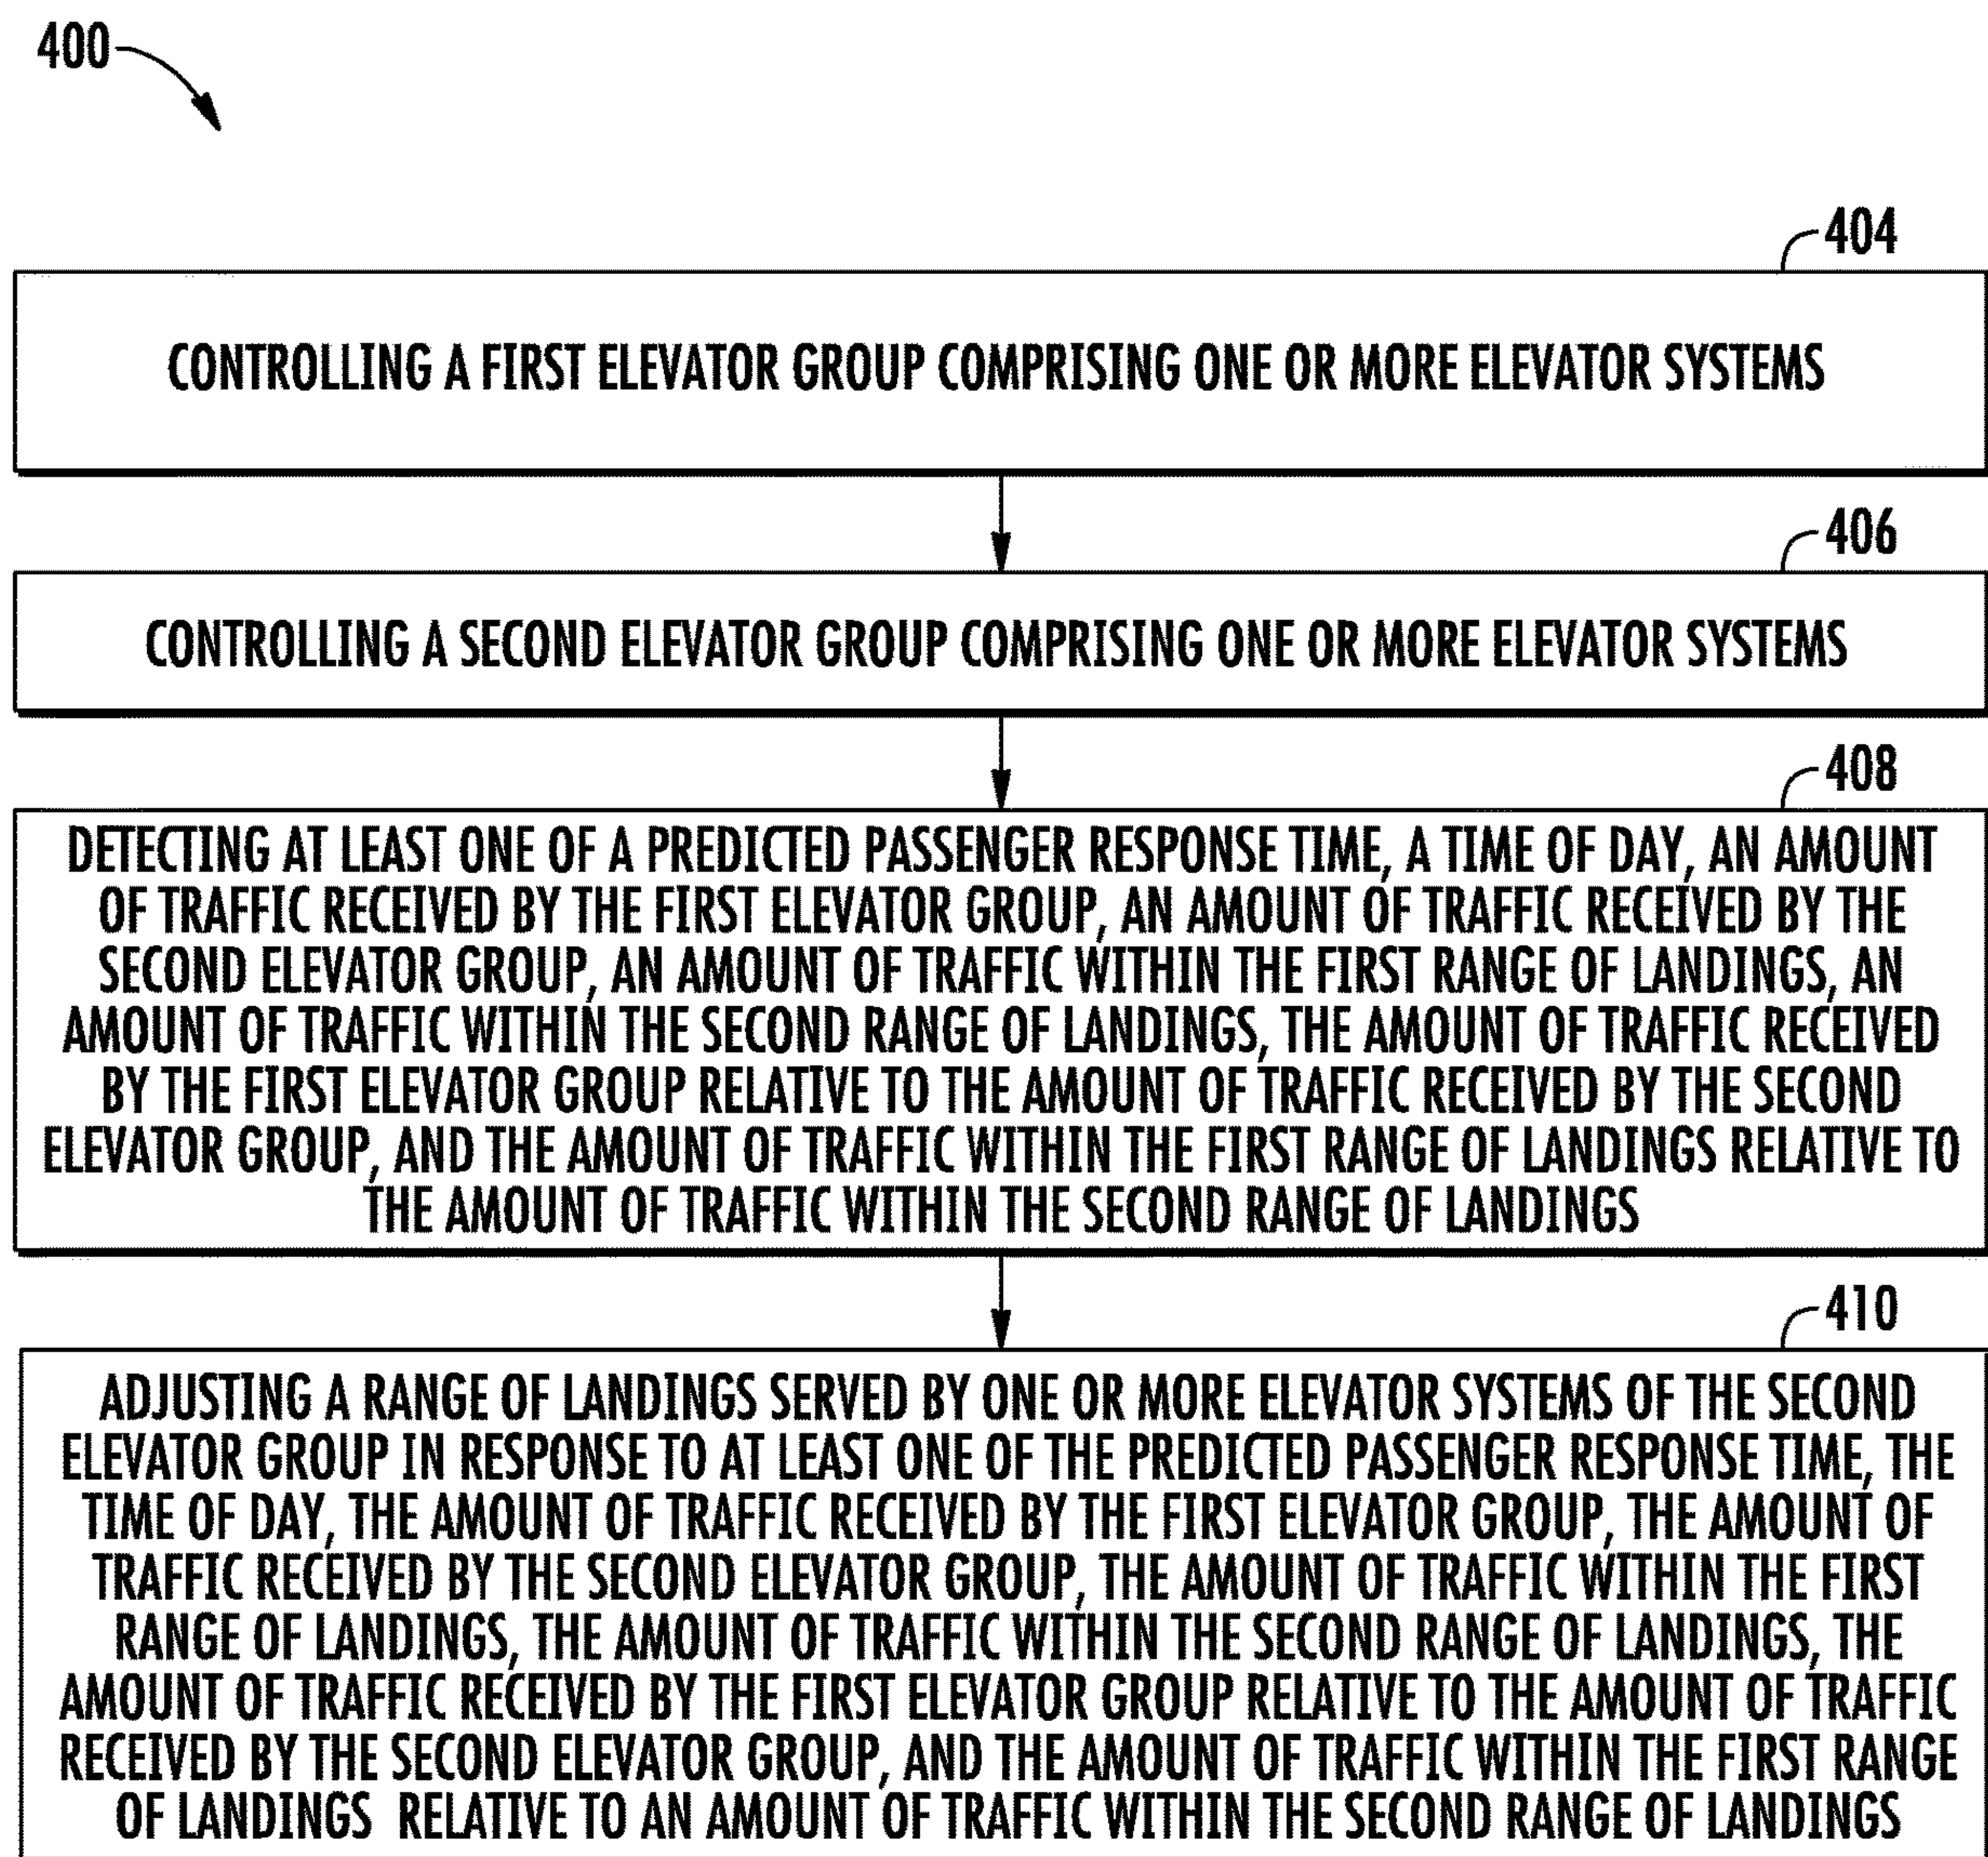 400
404
CONTROLLING A FIRST ELEVATOR GROUP COMPRISING ONE OR MORE ELEVATOR SYSTEMS
406
CONTROLLING A SECOND ELEVATOR GROUP COMPRISING ONE OR MORE ELEVATOR SYSTEMS
408
DETECTING AT LEAST ONE OF A PREDICTED PASSENGER RESPONSE TIME, A TIME OF DAY, AN AMOUNT
OF TRAFFIC RECEIVED BY THE FIRST ELEVATOR GROUP, AN AMOUNT OF TRAFFIC RECEIVED BY THE
SECOND ELEVATOR GROUP, AN AMOUNT OF TRAFFIC WITHIN THE FIRST RANGE OF LANDINGS, AN
AMOUNT OF TRAFFIC WITHIN THE SECOND RANGE OF LANDINGS, THE AMOUNT OF TRAFFIC RECEIVED
BY THE FIRST ELEVATOR GROUP RELATIVE TO THE AMOUNT OF TRAFFIC RECEIVED BY THE SECOND
ELEVATOR GROUP, AND THE AMOUNT OF TRAFFIC WITHIN THE FIRST RANGE OF LANDINGS RELATIVE TO
THE AMOUNT OF TRAFFIC WITHIN THE SECOND RANGE OF LANDINGS
410
ADJUSTING A RANGE OF LANDINGS SERVED BY ONE OR MORE ELEVATOR SYSTEMS OF THE SECOND
ELEVATOR GROUP IN RESPONSE TO AT LEAST ONE OF THE PREDICTED PASSENGER RESPONSE TIME, THE
TIME OF DAY, THE AMOUNT OF TRAFFIC RECEIVED BY THE FIRST ELEVATOR GROUP, THE AMOUNT OF
TRAFFIC RECEIVED BY THE SECOND ELEVATOR GROUP, THE AMOUNT OF TRAFFIC WITHIN THE FIRST
RANGE OF LANDINGS, THE AMOUNT OF TRAFFIC WITHIN THE SECOND RANGE OF LANDINGS, THE
AMOUNT OF TRAFFIC RECEIVED BY THE FIRST ELEVATOR GROUP RELATIVE TO THE AMOUNT OF TRAFFIC
RECEIVED BY THE SECOND ELEVATOR GROUP, AND THE AMOUNT OF TRAFFIC WITHIN THE FIRST RANGE
OF LANDINGS RELATIVE TO AN AMOUNT OF TRAFFIC WITHIN THE SECOND RANGE OF LANDINGS